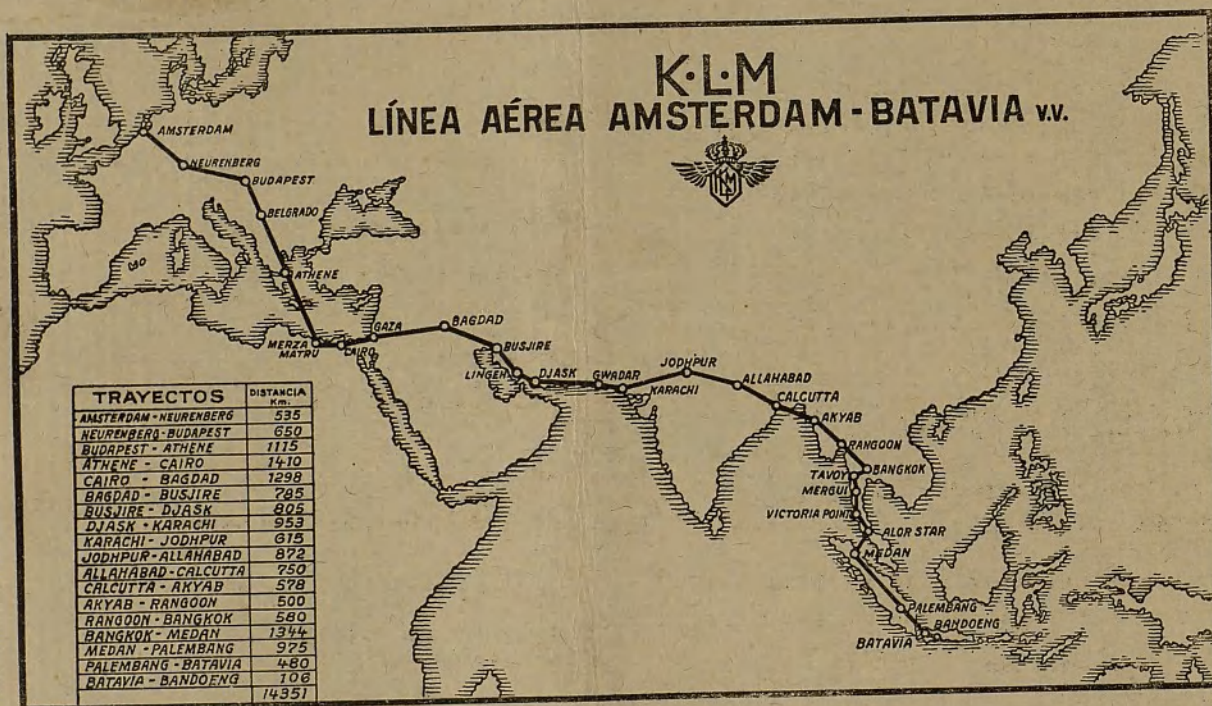 K·L·M
LÍNEA AÉREA AMSTERDAM - BATAVIA v.v.
KLM
AMSTERDAM
NEURENBERG
BUDAPEST
BELGRADO
ATHENE
MERZA
MATRU
CAIRO
GAZA
BAGDAD
BUSJIRE
LINGEH
DJASK
GWADAR
KARACHI
JODHPUR
ALLAHABAD
CALCUTTA
AKYAB
RANGOON
BANGKOK
TAVOY
MERGUI
VICTORIA POINT
ALOR STAR
MEDAN
PALEMBANG
BANDOENG
BATAVIA
TRAYECTOS DISTANCIA Km.
AMSTERDAM - NEURENBERG 535
NEURENBERG - BUDAPEST 650
BUDAPEST - ATHENE 1115
ATHENE - CAIRO 1410
CAIRO - BAGDAD 1298
BAGDAD - BUSJIRE 785
BUSJIRE - DJASK 805
DJASK - KARACHI 953
KARACHI - JODHPUR 615
JODHPUR - ALLAHABAD 872
ALLAHABAD - CALCUTTA 750
CALCUTTA - AKYAB 578
AKYAB - RANGOON 500
RANGOON - BANGKOK 580
BANGKOK - MEDAN 1344
MEDAN - PALEMBANG 975
PALEMBANG - BATAVIA 480
BATAVIA - BANDOENG 106
14351